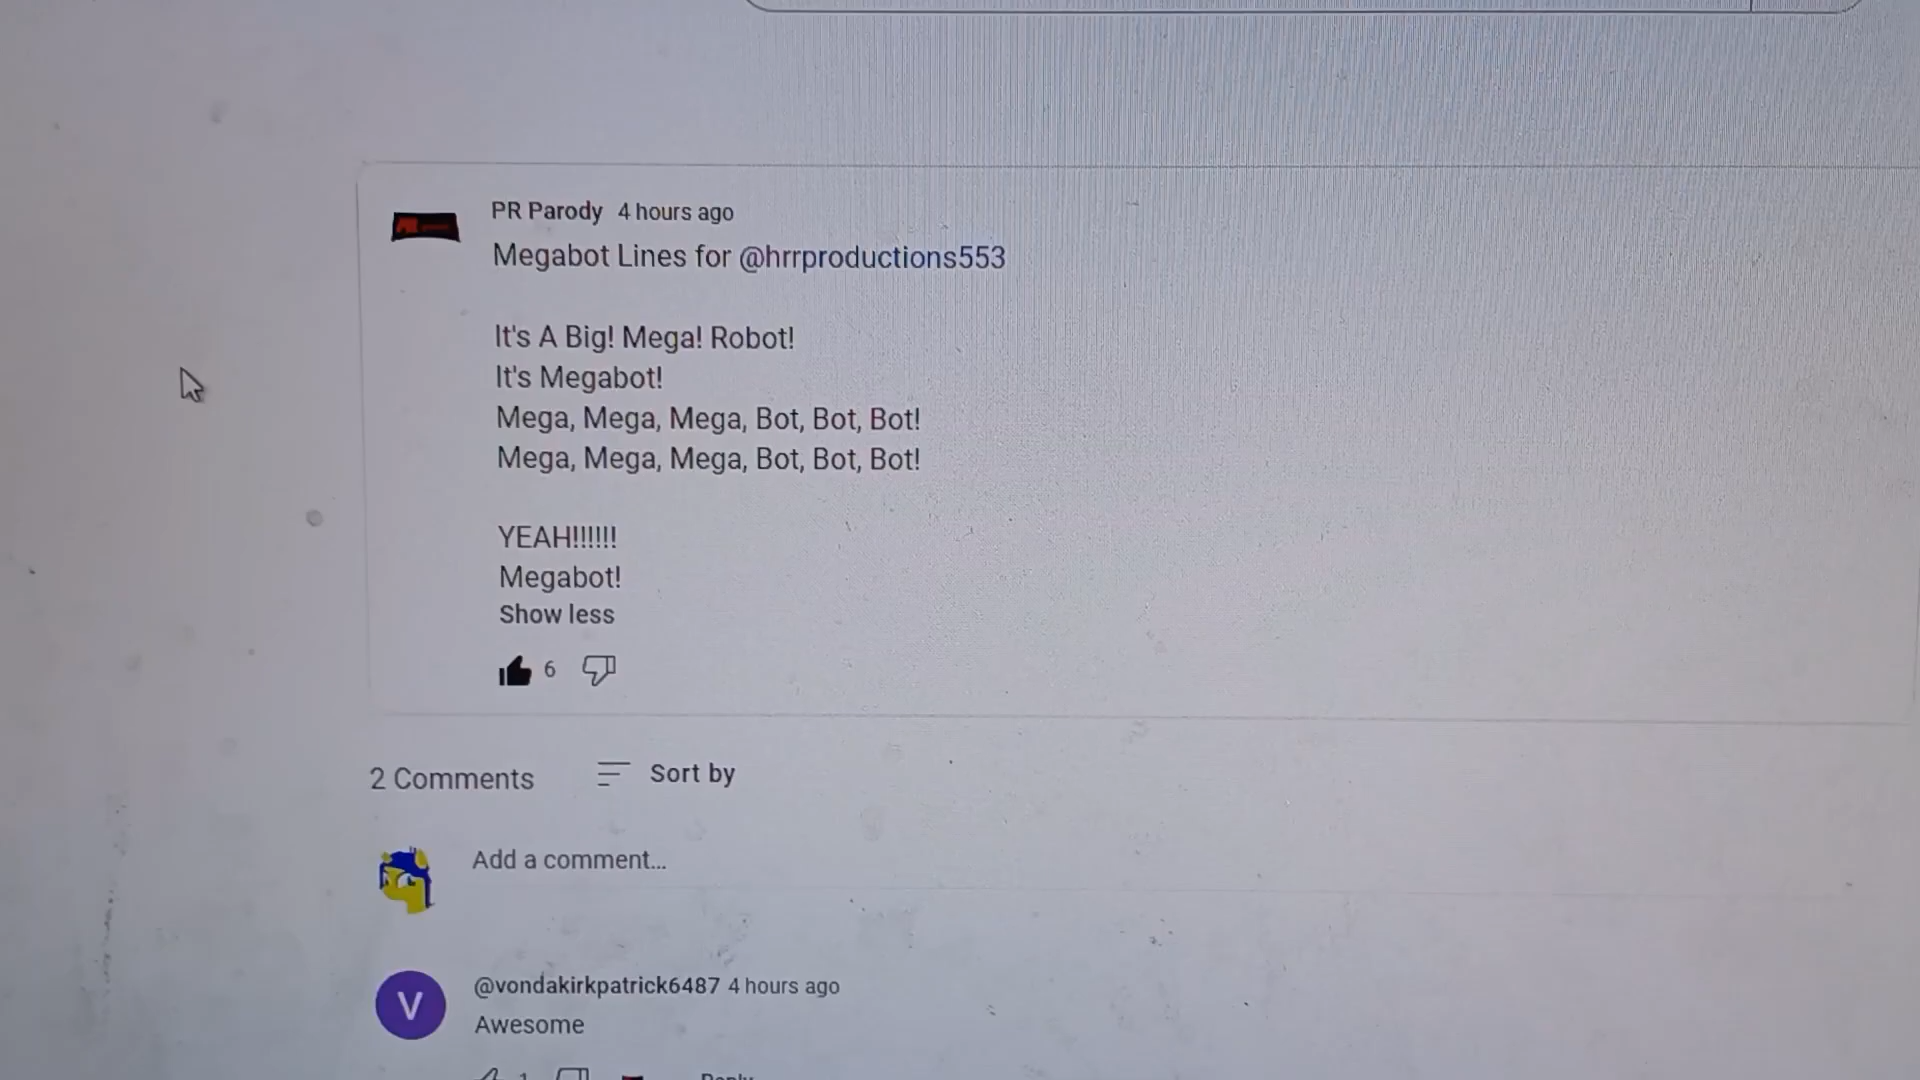 PR Parody 4 hours ago
Megabot Lines for @hrrproductions553
It's A Big! Mega! Robot!
It's Megabot!
Mega, Mega, Mega, Bot, Bot, Bot!
Mega, Mega, Mega, Bot, Bot, Bot!
YEAH!!!!!!
Megabot!
Show less
6
2 Comments Sort by
Add a comment...
V
@vondakirkpatrick6487 4 hours ago
Awesome
1 Reply